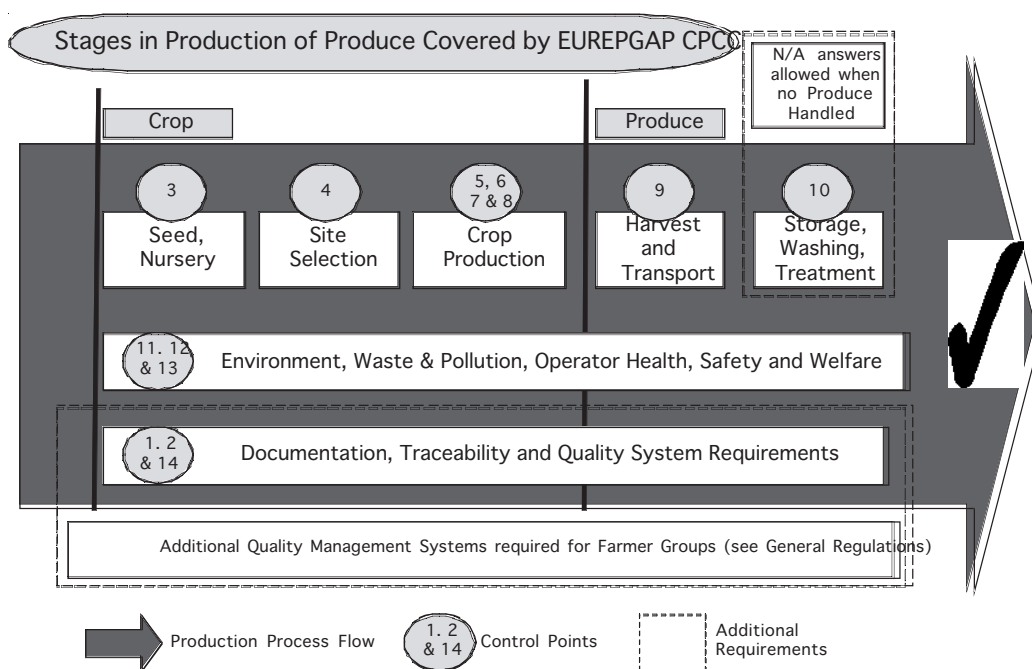 Stages in Production of Produce Covered by EUREPGAP CPCC
N/A answers
allowed when
no Produce
Handled
Crop
Produce
3
Seed,
Nursery
4
Site
Selection
5, 6
7 & 8
Crop
Production
9
Harvest
and
Transport
10
Storage,
Washing,
Treatment
11. 12
& 13
Environment, Waste & Pollution, Operator Health, Safety and Welfare
1. 2
& 14
Documentation, Traceability and Quality System Requirements
Additional Quality Management Systems required for Farmer Groups (see General Regulations)
Production Process Flow
1. 2
& 14
Control Points
Additional
Requirements